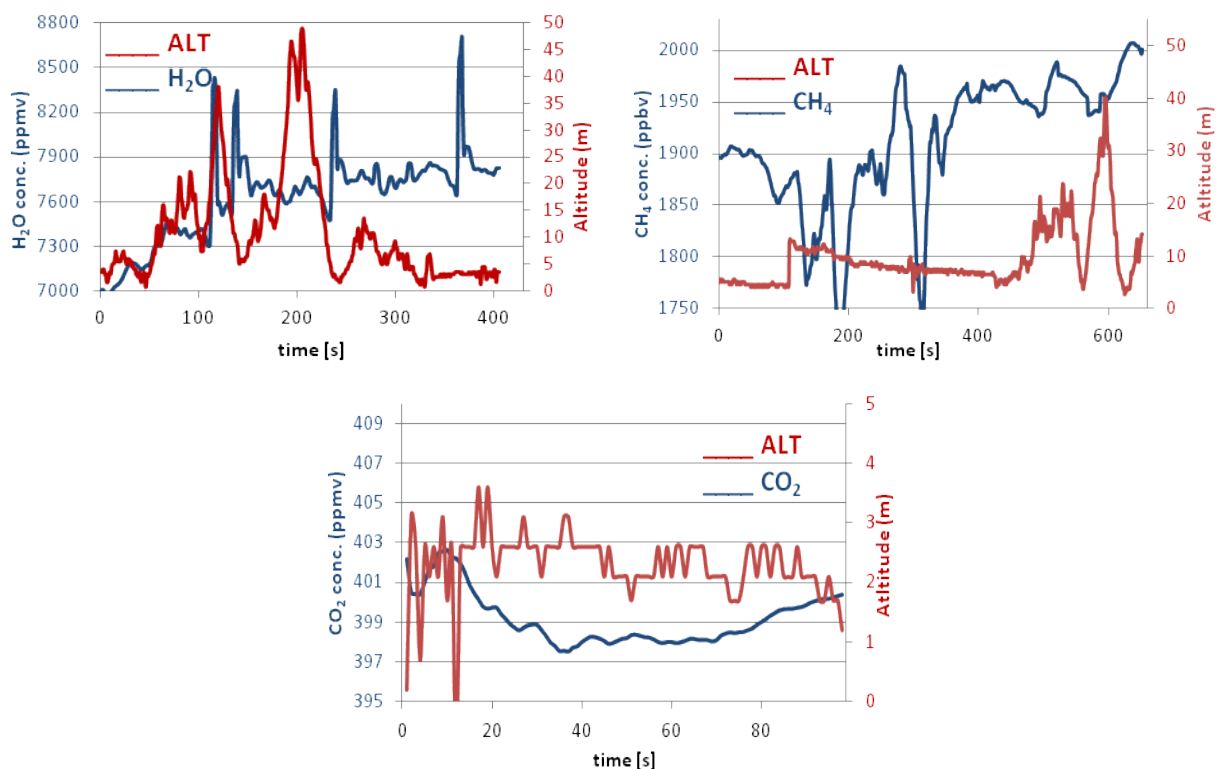 8800
8500
8200
7900
7600
7300
7000
H₂O conc. (ppmv)
ALT
H₂O
50
45
40
35
30
25
20
15
10
5
0
Altitude (m)
0 100 200 300 400
time [s]
2000
1950
1900
1850
1800
1750
CH₄ conc. (ppbv)
ALT
CH₄
50
40
30
20
10
0
Atltitude (m)
0 200 400 600
time [s]
409
407
405
403
401
399
397
395
CO₂ conc. (ppmv)
ALT
CO₂
5
4
3
2
1
0
Atltitude (m)
0 20 40 60 80
time [s]